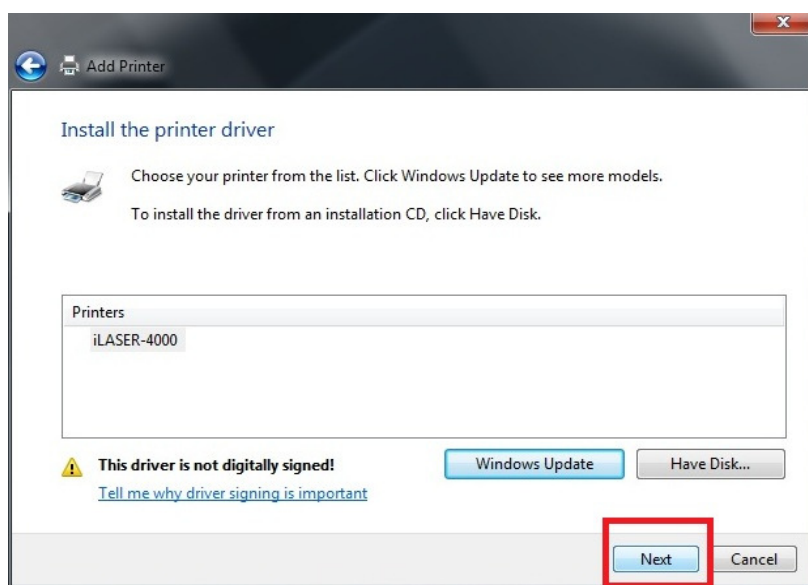 Add Printer
Install the printer driver
Choose your printer from the list. Click Windows Update to see more models.
To install the driver from an installation CD, click Have Disk.
Printers
iLASER-4000
This driver is not digitally signed!
Windows Update
Have Disk...
Tell me why driver signing is important
Next
Cancel